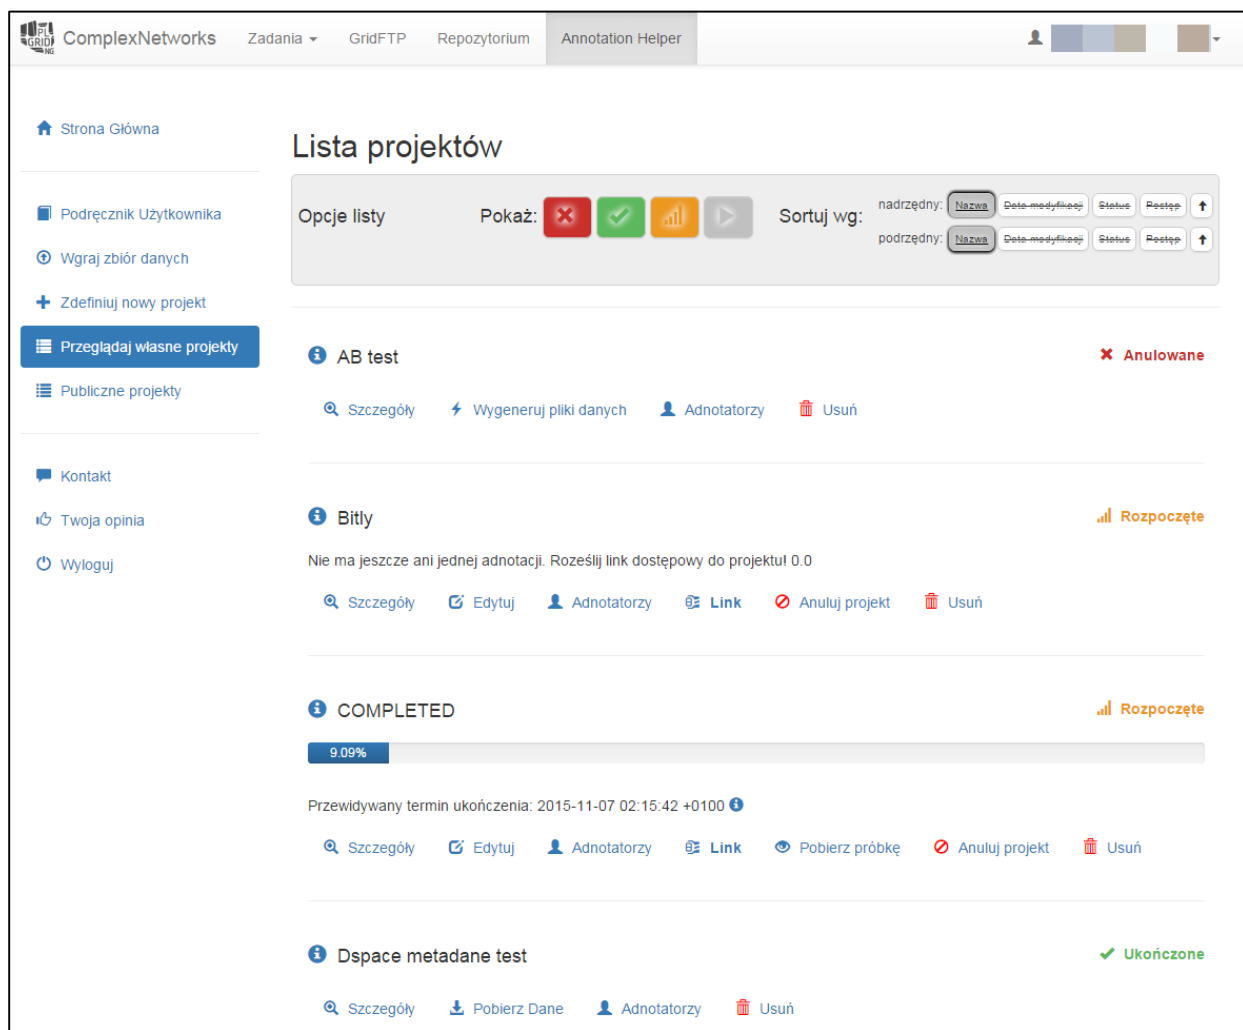 PL GRID NG ComplexNetworks Zadania GridFTP Repozytorium Annotation Helper
Strona Główna
Podręcznik Użytkownika
Wgraj zbiór danych
Zdefiniuj nowy projekt
Przeglądaj własne projekty
Publiczne projekty
Kontakt
Twoja opinia
Wyloguj
Lista projektów
Opcje listy Pokaż: Sortuj wg:
nadrzędny: Nazwa Data modyfikacji Status Postęp
podrzędny: Nazwa Data modyfikacji Status Postęp
AB test Anulowane
Szczegóły Wygeneruj pliki danych Adnotatorzy Usuń
Bitly Rozpoczęte
Nie ma jeszcze ani jednej adnotacji. Roześlij link dostępowy do projektu! 0.0
Szczegóły Edytuj Adnotatorzy Link Anuluj projekt Usuń
COMPLETED Rozpoczęte
9.09%
Przewidywany termin ukończenia: 2015-11-07 02:15:42 +0100
Szczegóły Edytuj Adnotatorzy Link Pobierz próbkę Anuluj projekt Usuń
Dspace metadane test Ukończone
Szczegóły Pobierz Dane Adnotatorzy Usuń